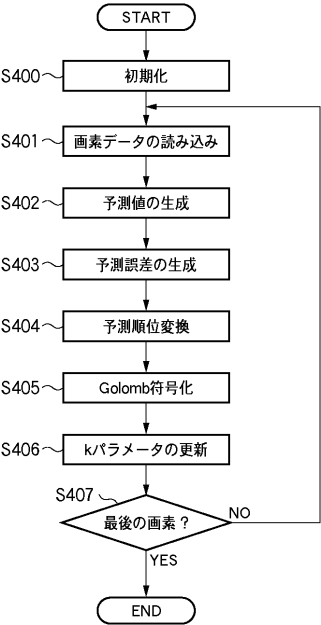 START
S400
初期化
S401
画素データの読み込み
S402
予測値の生成
S403
予測誤差の生成
S404
予測順位変換
S405
Golomb符号化
S406
kパラメータの更新
S407
最後の画素？
NO
YES
END